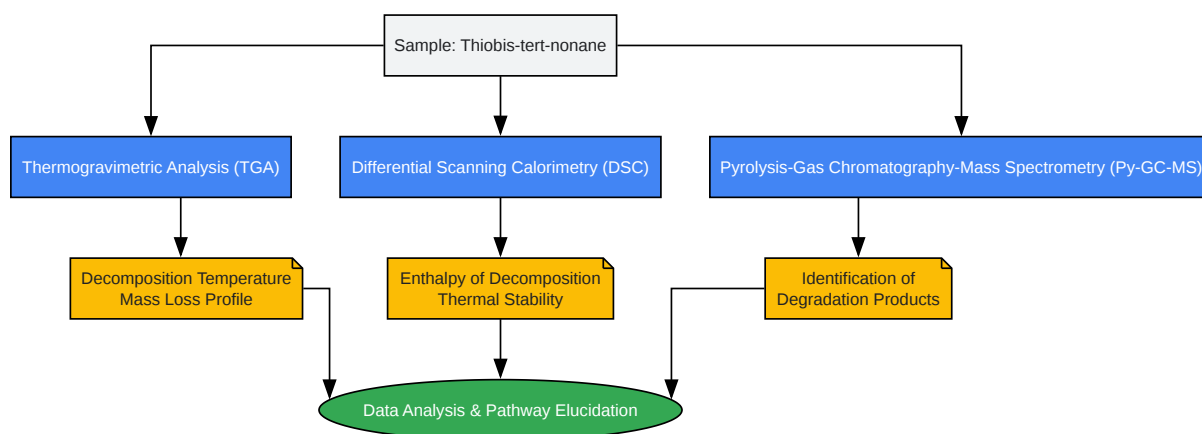 Sample: Thiobis-tert-nonane
Thermogravimetric Analysis (TGA)
Differential Scanning Calorimetry (DSC)
Pyrolysis-Gas Chromatography-Mass Spectrometry (Py-GC-MS)
Decomposition Temperature
Mass Loss Profile
Enthalpy of Decomposition
Thermal Stability
Identification of
Degradation Products
Data Analysis & Pathway Elucidation